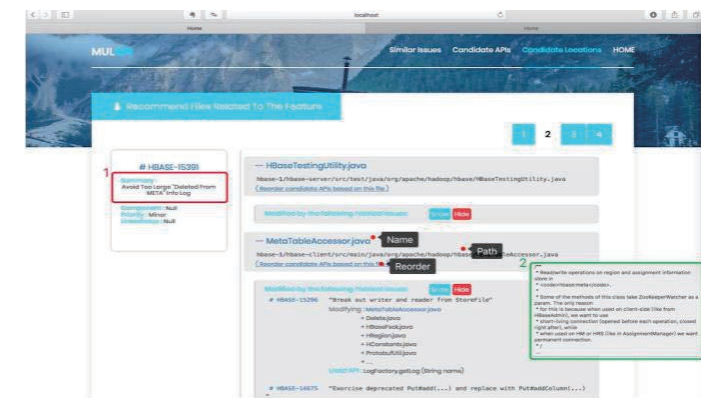 localhost
Home
Home
MUL
Similar Issues Candidate APIs Candidate Locations HOME
Recommend Files Related To The Feature
1 2 3 4
1
# HBASE-15391
Summary:
Avoid Too Large "Deleted From
META" Info Log
Component: Null
Priority: Minor
— HBaseTestingUtility.java
hbase-1/hbase-server/src/test/java/org/apache/hadoop/hbase/HBaseTestingUtility.java
(Reorder candidate APIs based on this file)
Modified by the following historical issues: Show Hide
— MetaTableAccessor.java
Name
hbase-1/hbase-client/src/main/java/org/apache/hadoop/hbase
Path
Accessor.java
(Reorder candidate APIs based on this
Reorder
Modified by the following historical issues: Show Hide
# HBASE-15296 "Break out writer and reader from StoreFile"
Modifying: MetaTableAccessor.java
+ Delete.java
+ HBaseFsck.java
+ HRegion.java
+ HConstants.java
+ ProtobufUtil.java
+...
Used API: LogFactory.getLog (String name)
# HBASE-14675 "Exercise deprecated Put#add(...) and replace with Put#addColumn(...)
2
/**
* Read/write operations on region and assignment information
store in
* <code>hbase:meta</code>.
*
* Some of the methods of this class take ZooKeeperWatcher as a
param. The only reason
* for this is because when used on client-side (like from
HBaseAdmin), we want to use
* short-living connection (opened before each operation, closed
right after), while
* when used on HM or HRS (like in AssignmentManager) we want
permanent connection.
*/
...